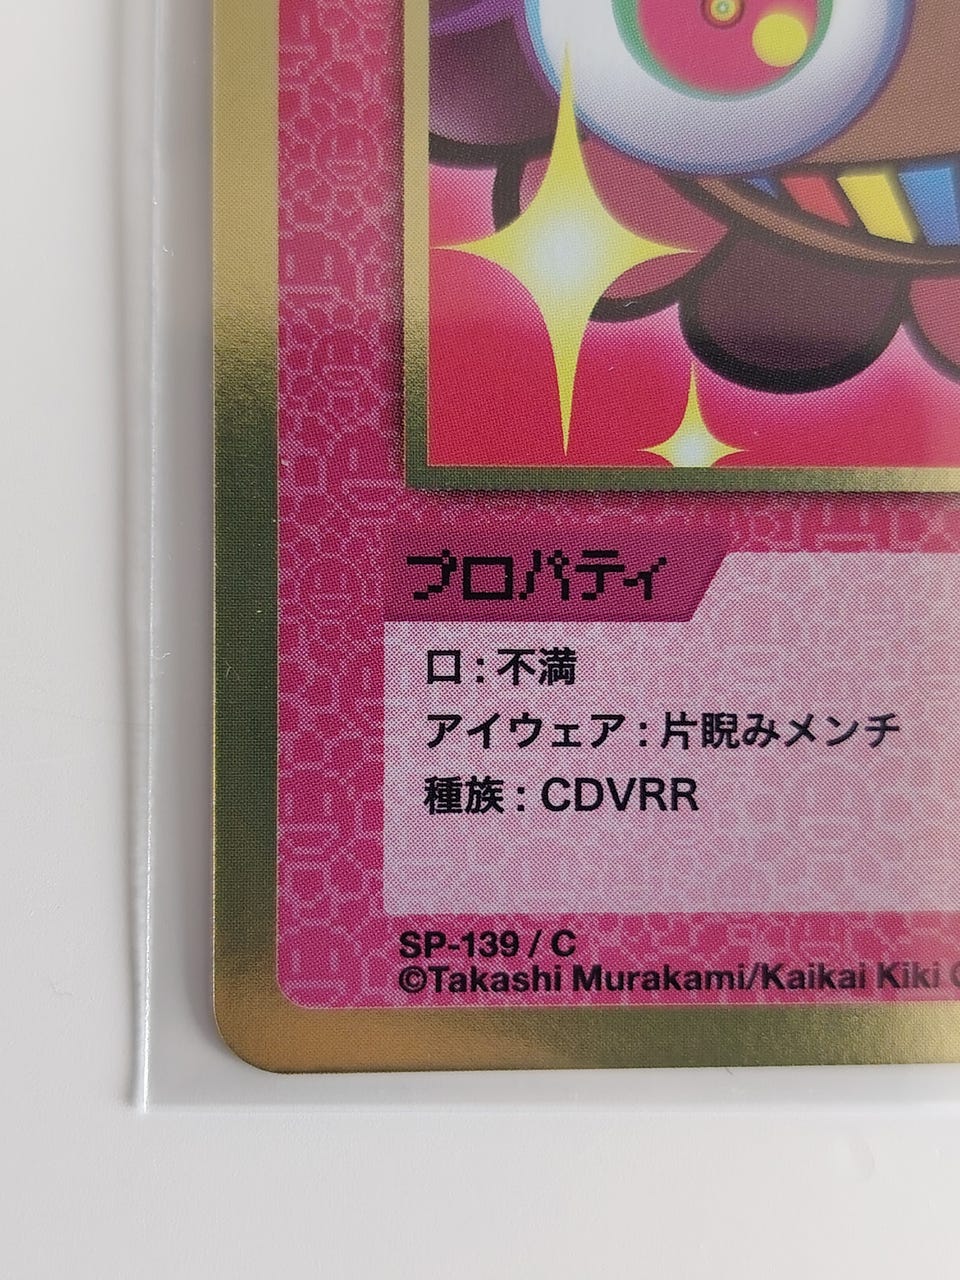 プロパティ
口:不満
アイウェア:片睨みメンチ
種族:CDVRR
SP-139 / C
©Takashi Murakami/Kaikai Kiki